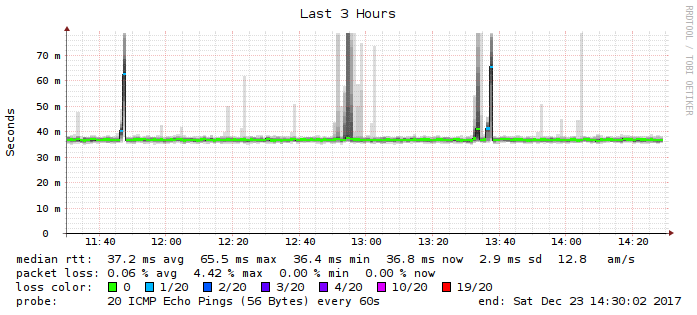 Last 3 Hours
RRDTOOL / TOBI OETIKER
Seconds
70 m
60 m
50 m
40 m
30 m
20 m
10 m
0
11:40 12:00 12:20 12:40 13:00 13:20 13:40 14:00 14:20
median rtt: 37.2 ms avg 65.5 ms max 36.4 ms min 36.8 ms now 2.9 ms sd 12.8 am/s
packet loss: 0.06 % avg 4.42 % max 0.00 % min 0.00 % now
loss color: 0 1/20 2/20 3/20 4/20 10/20 19/20
probe: 20 ICMP Echo Pings (56 Bytes) every 60s end: Sat Dec 23 14:30:02 2017